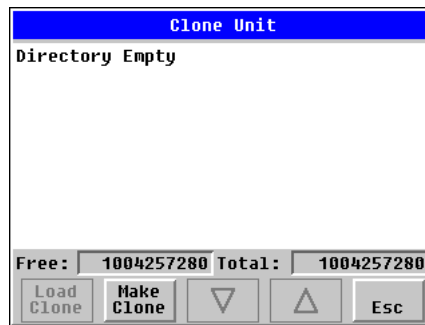 Clone Unit
Directory Empty
Free: 1004257280 Total: 1004257280
Load Clone Make Clone Esc